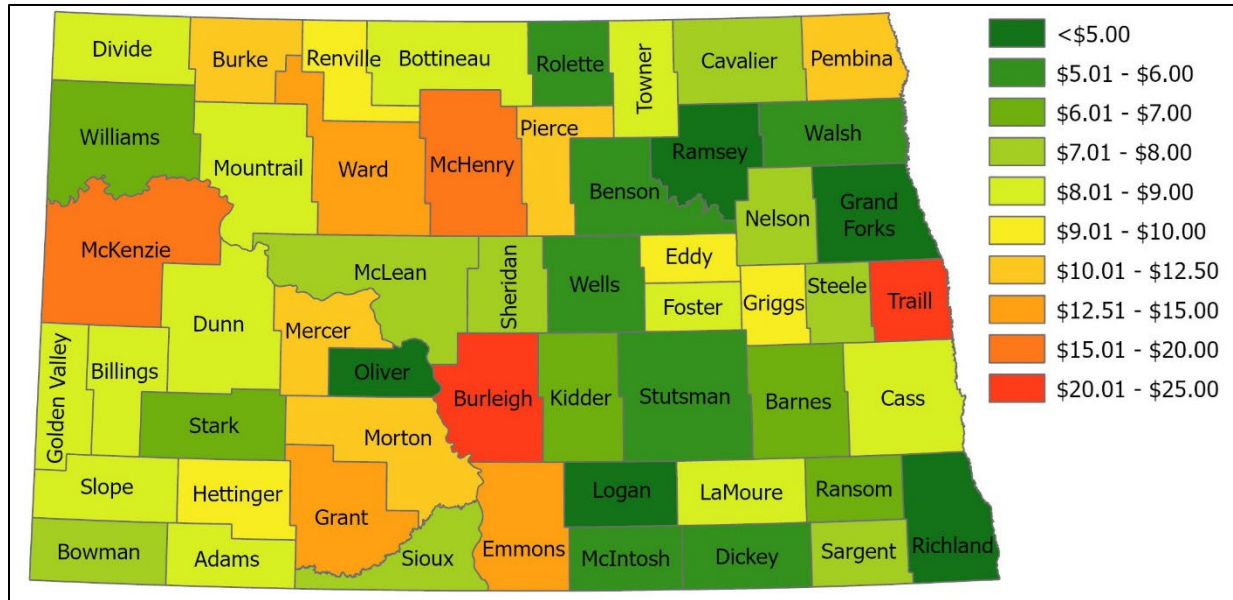 Divide
Burke
Renville
Bottineau
Rolette
Towner
Cavalier
Pembina
Williams
Mountrail
Ward
McHenry
Pierce
Benson
Ramsey
Walsh
Nelson
Grand
Forks
McKenzie
Dunn
McLean
Sheridan
Wells
Eddy
Foster
Griggs
Steele
Traill
Mercer
Oliver
Golden Valley
Billings
Stark
Morton
Burleigh
Kidder
Stutsman
Barnes
Cass
Slope
Hettinger
Grant
Emmons
Logan
LaMoure
Ransom
Richland
Bowman
Adams
Sioux
McIntosh
Dickey
Sargent
<$5.00
$5.01 - $6.00
$6.01 - $7.00
$7.01 - $8.00
$8.01 - $9.00
$9.01 - $10.00
$10.01 - $12.50
$12.51 - $15.00
$15.01 - $20.00
$20.01 - $25.00